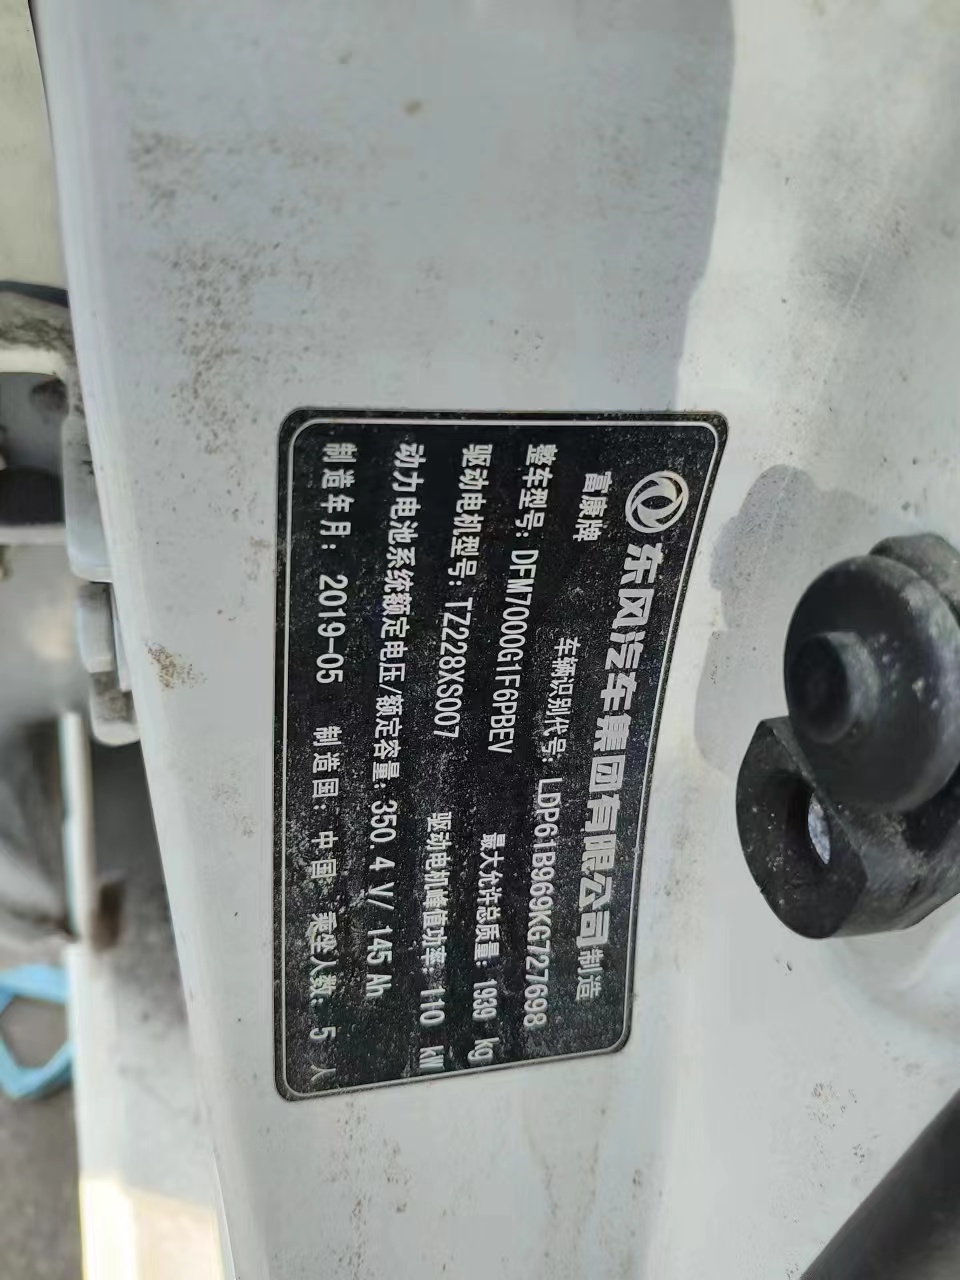 东风汽车集团有限公司制造
富康牌 车辆识别代号: LDP61B969KG727698
整车型号: DFM7000G1F6PBEV 最大允许总质量: 1939 kg
驱动电机型号: TZ228XS007 驱动电机峰值功率: 110 kW
动力电池系统额定电压/额定容量: 350.4 V/ 145 Ah
制造年月: 2019-05 制造国: 中国 乘坐人数: 5 人